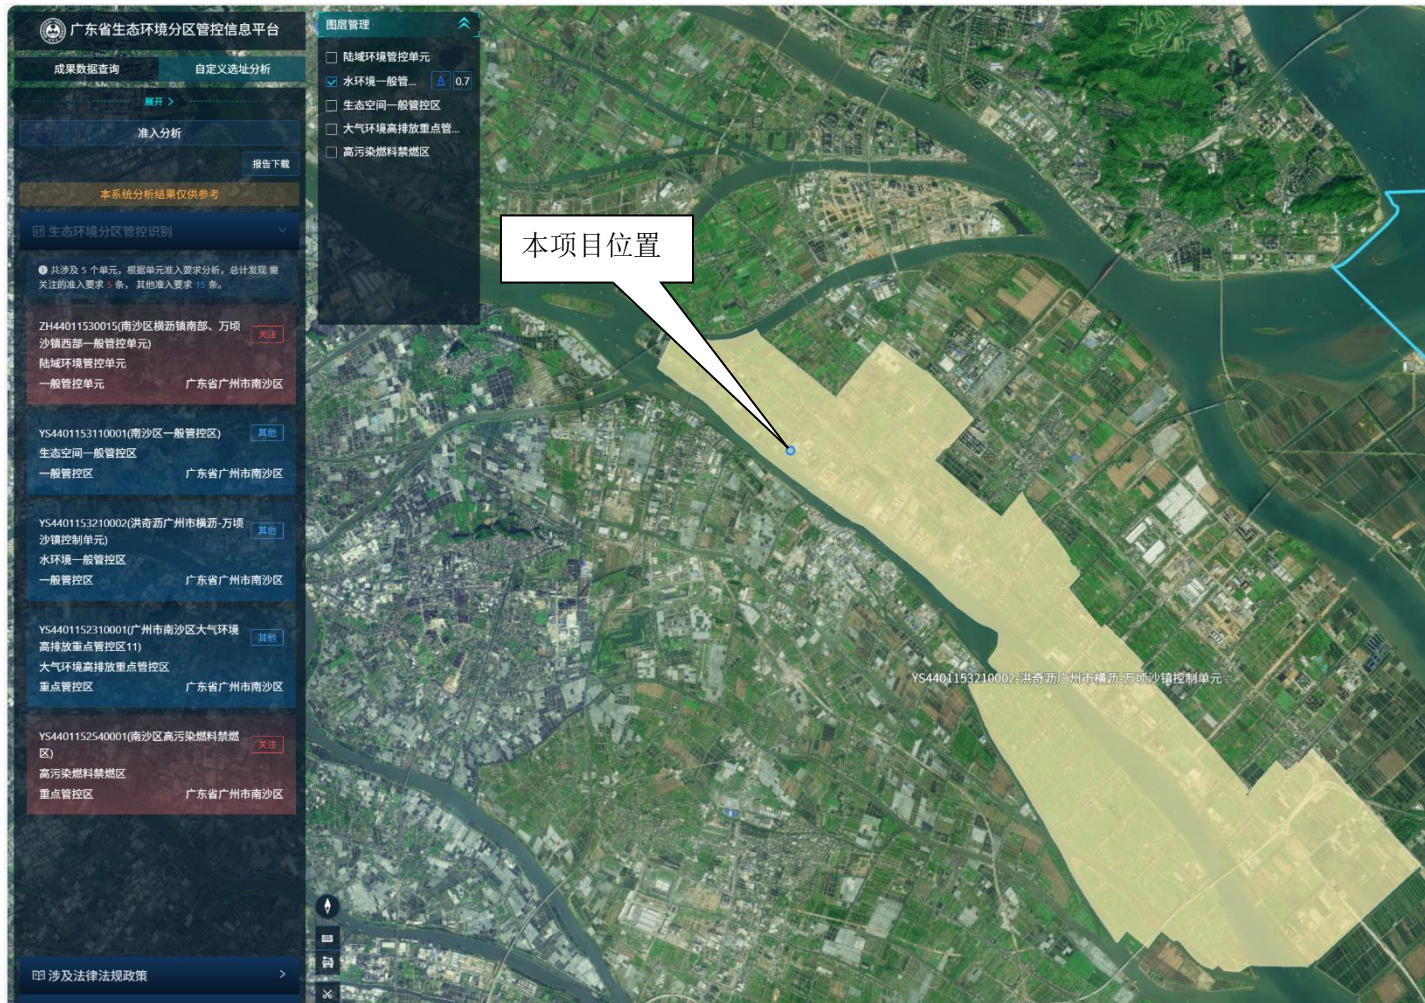 广东省生态环境分区管控信息平台
成果数据查询
自定义选址分析
展开 >
准入分析
报告下载
本系统分析结果仅供参考
生态环境分区管控识别
共涉及 5 个单元，根据单元准入要求分析，总计发现 需
关注的准入要求 5 条， 其他准入要求 15 条。
ZH44011530015(南沙区横沥镇南部、万顷
沙镇西部一般管控单元)
关注
陆域环境管控单元
一般管控单元
广东省广州市南沙区
YS4401153110001(南沙区一般管控区)
其他
生态空间一般管控区
一般管控区
广东省广州市南沙区
YS4401153210002(洪奇沥广州市横沥-万顷
沙镇控制单元)
其他
水环境一般管控区
一般管控区
广东省广州市南沙区
YS4401152310001(广州市南沙区大气环境
高排放重点管控区11)
其他
大气环境高排放重点管控区
重点管控区
广东省广州市南沙区
YS4401152540001(南沙区高污染燃料禁燃
区)
关注
高污染燃料禁燃区
重点管控区
广东省广州市南沙区
涉及法律法规政策
图层管理
陆域环境管控单元
水环境一般管...
A
0.7
生态空间一般管控区
大气环境高排放重点管...
高污染燃料禁燃区
本项目位置
YS4401153210002-洪奇沥广州市横沥-万顷沙镇控制单元